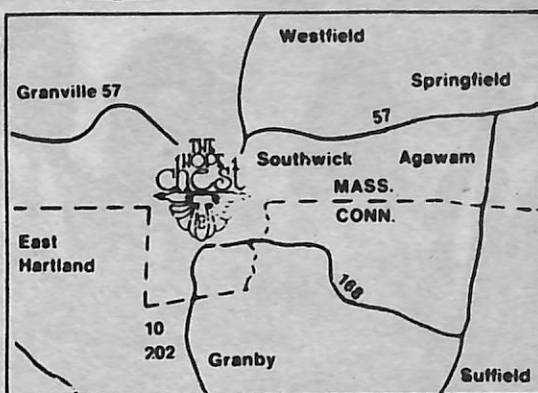 Westfield
Springfield
Granville 57
57
THE
HOPE
chEst
Southwick
Agawam
MASS.
CONN.
East
Hartland
168
10
202
Granby
Suffield